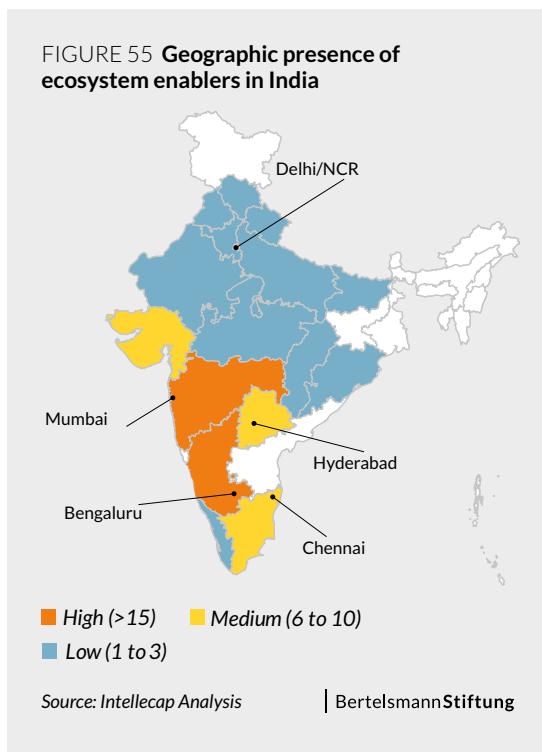 FIGURE 55 Geographic presence of
ecosystem enablers in India
Delhi/NCR
Mumbai
Hyderabad
Bengaluru
Chennai
High (>15) Medium (6 to 10)
Low (1 to 3)
Source: Intellecap Analysis BertelsmannStiftung